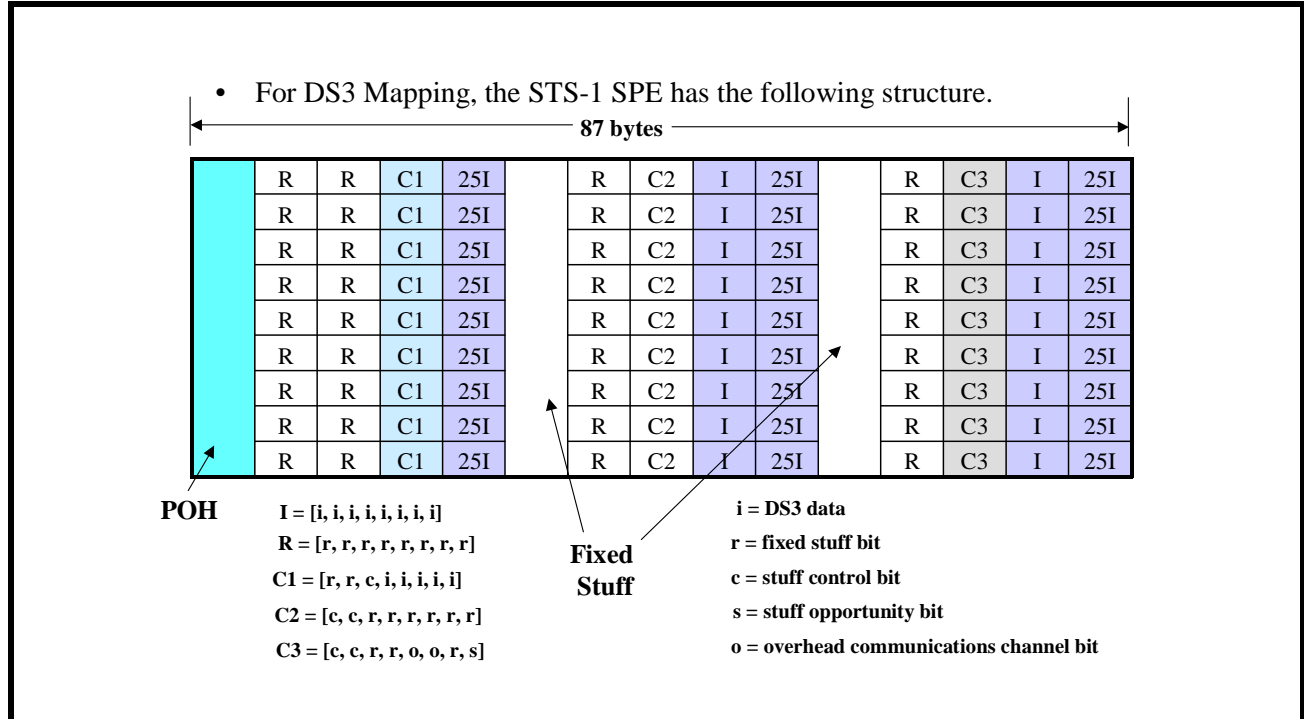 • For DS3 Mapping, the STS-1 SPE has the following structure.
87 bytes
R R C1 25I R C2 I 25I R C3 I 25I
R R C1 25I R C2 I 25I R C3 I 25I
R R C1 25I R C2 I 25I R C3 I 25I
R R C1 25I R C2 I 25I R C3 I 25I
R R C1 25I R C2 I 25I R C3 I 25I
R R C1 25I R C2 I 25I R C3 I 25I
R R C1 25I R C2 I 25I R C3 I 25I
R R C1 25I R C2 I 25I R C3 I 25I
R R C1 25I R C2 I 25I R C3 I 25I
POH
I = [i, i, i, i, i, i, i, i]
R = [r, r, r, r, r, r, r, r]
C1 = [r, r, c, i, i, i, i, i]
C2 = [c, c, r, r, r, r, r, r]
C3 = [c, c, r, r, o, o, r, s]
Fixed
Stuff
i = DS3 data
r = fixed stuff bit
c = stuff control bit
s = stuff opportunity bit
o = overhead communications channel bit